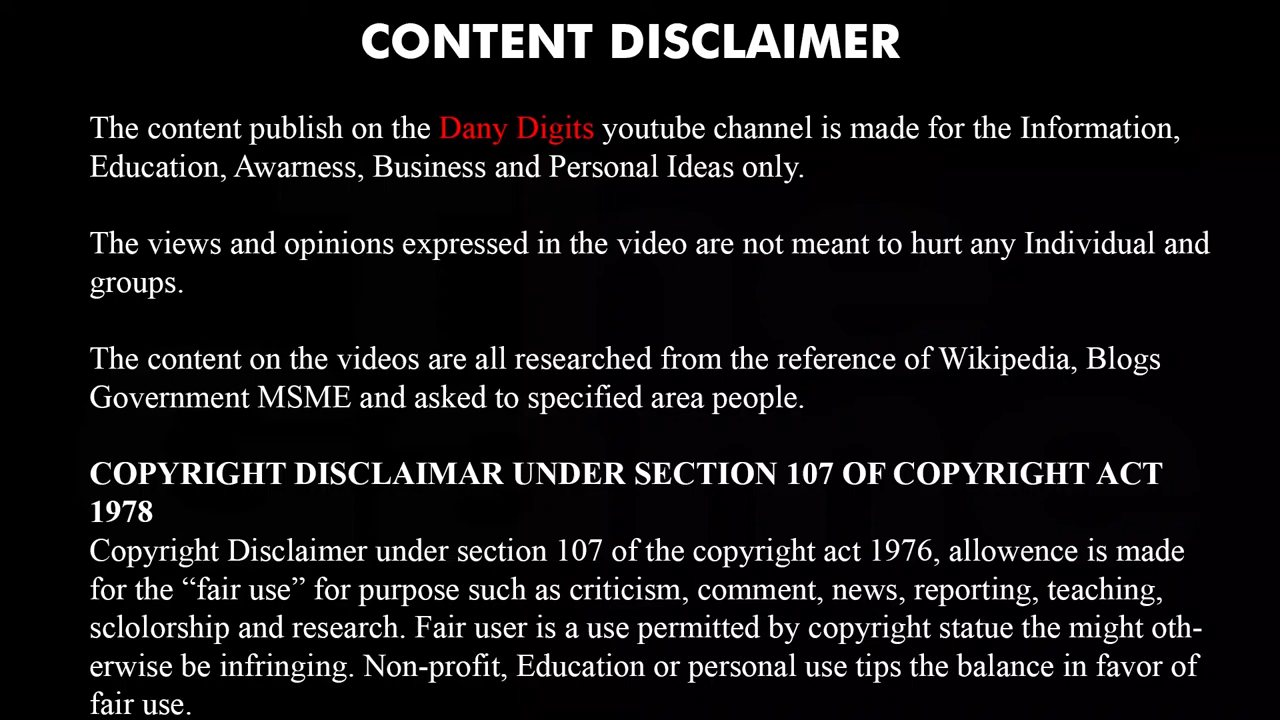 CONTENT DISCLAIMER
The content publish on the Dany Digits youtube channel is made for the Information,
Education, Awarness, Business and Personal Ideas only.
The views and opinions expressed in the video are not meant to hurt any Individual and
groups.
The content on the videos are all researched from the reference of Wikipedia, Blogs
Government MSME and asked to specified area people.
COPYRIGHT DISCLAIMAR UNDER SECTION 107 OF COPYRIGHT ACT
1978
Copyright Disclaimer under section 107 of the copyright act 1976, allowence is made
for the “fair use” for purpose such as criticism, comment, news, reporting, teaching,
sclolorship and research. Fair user is a use permitted by copyright statue the might oth-
erwise be infringing. Non-profit, Education or personal use tips the balance in favor of
fair use.